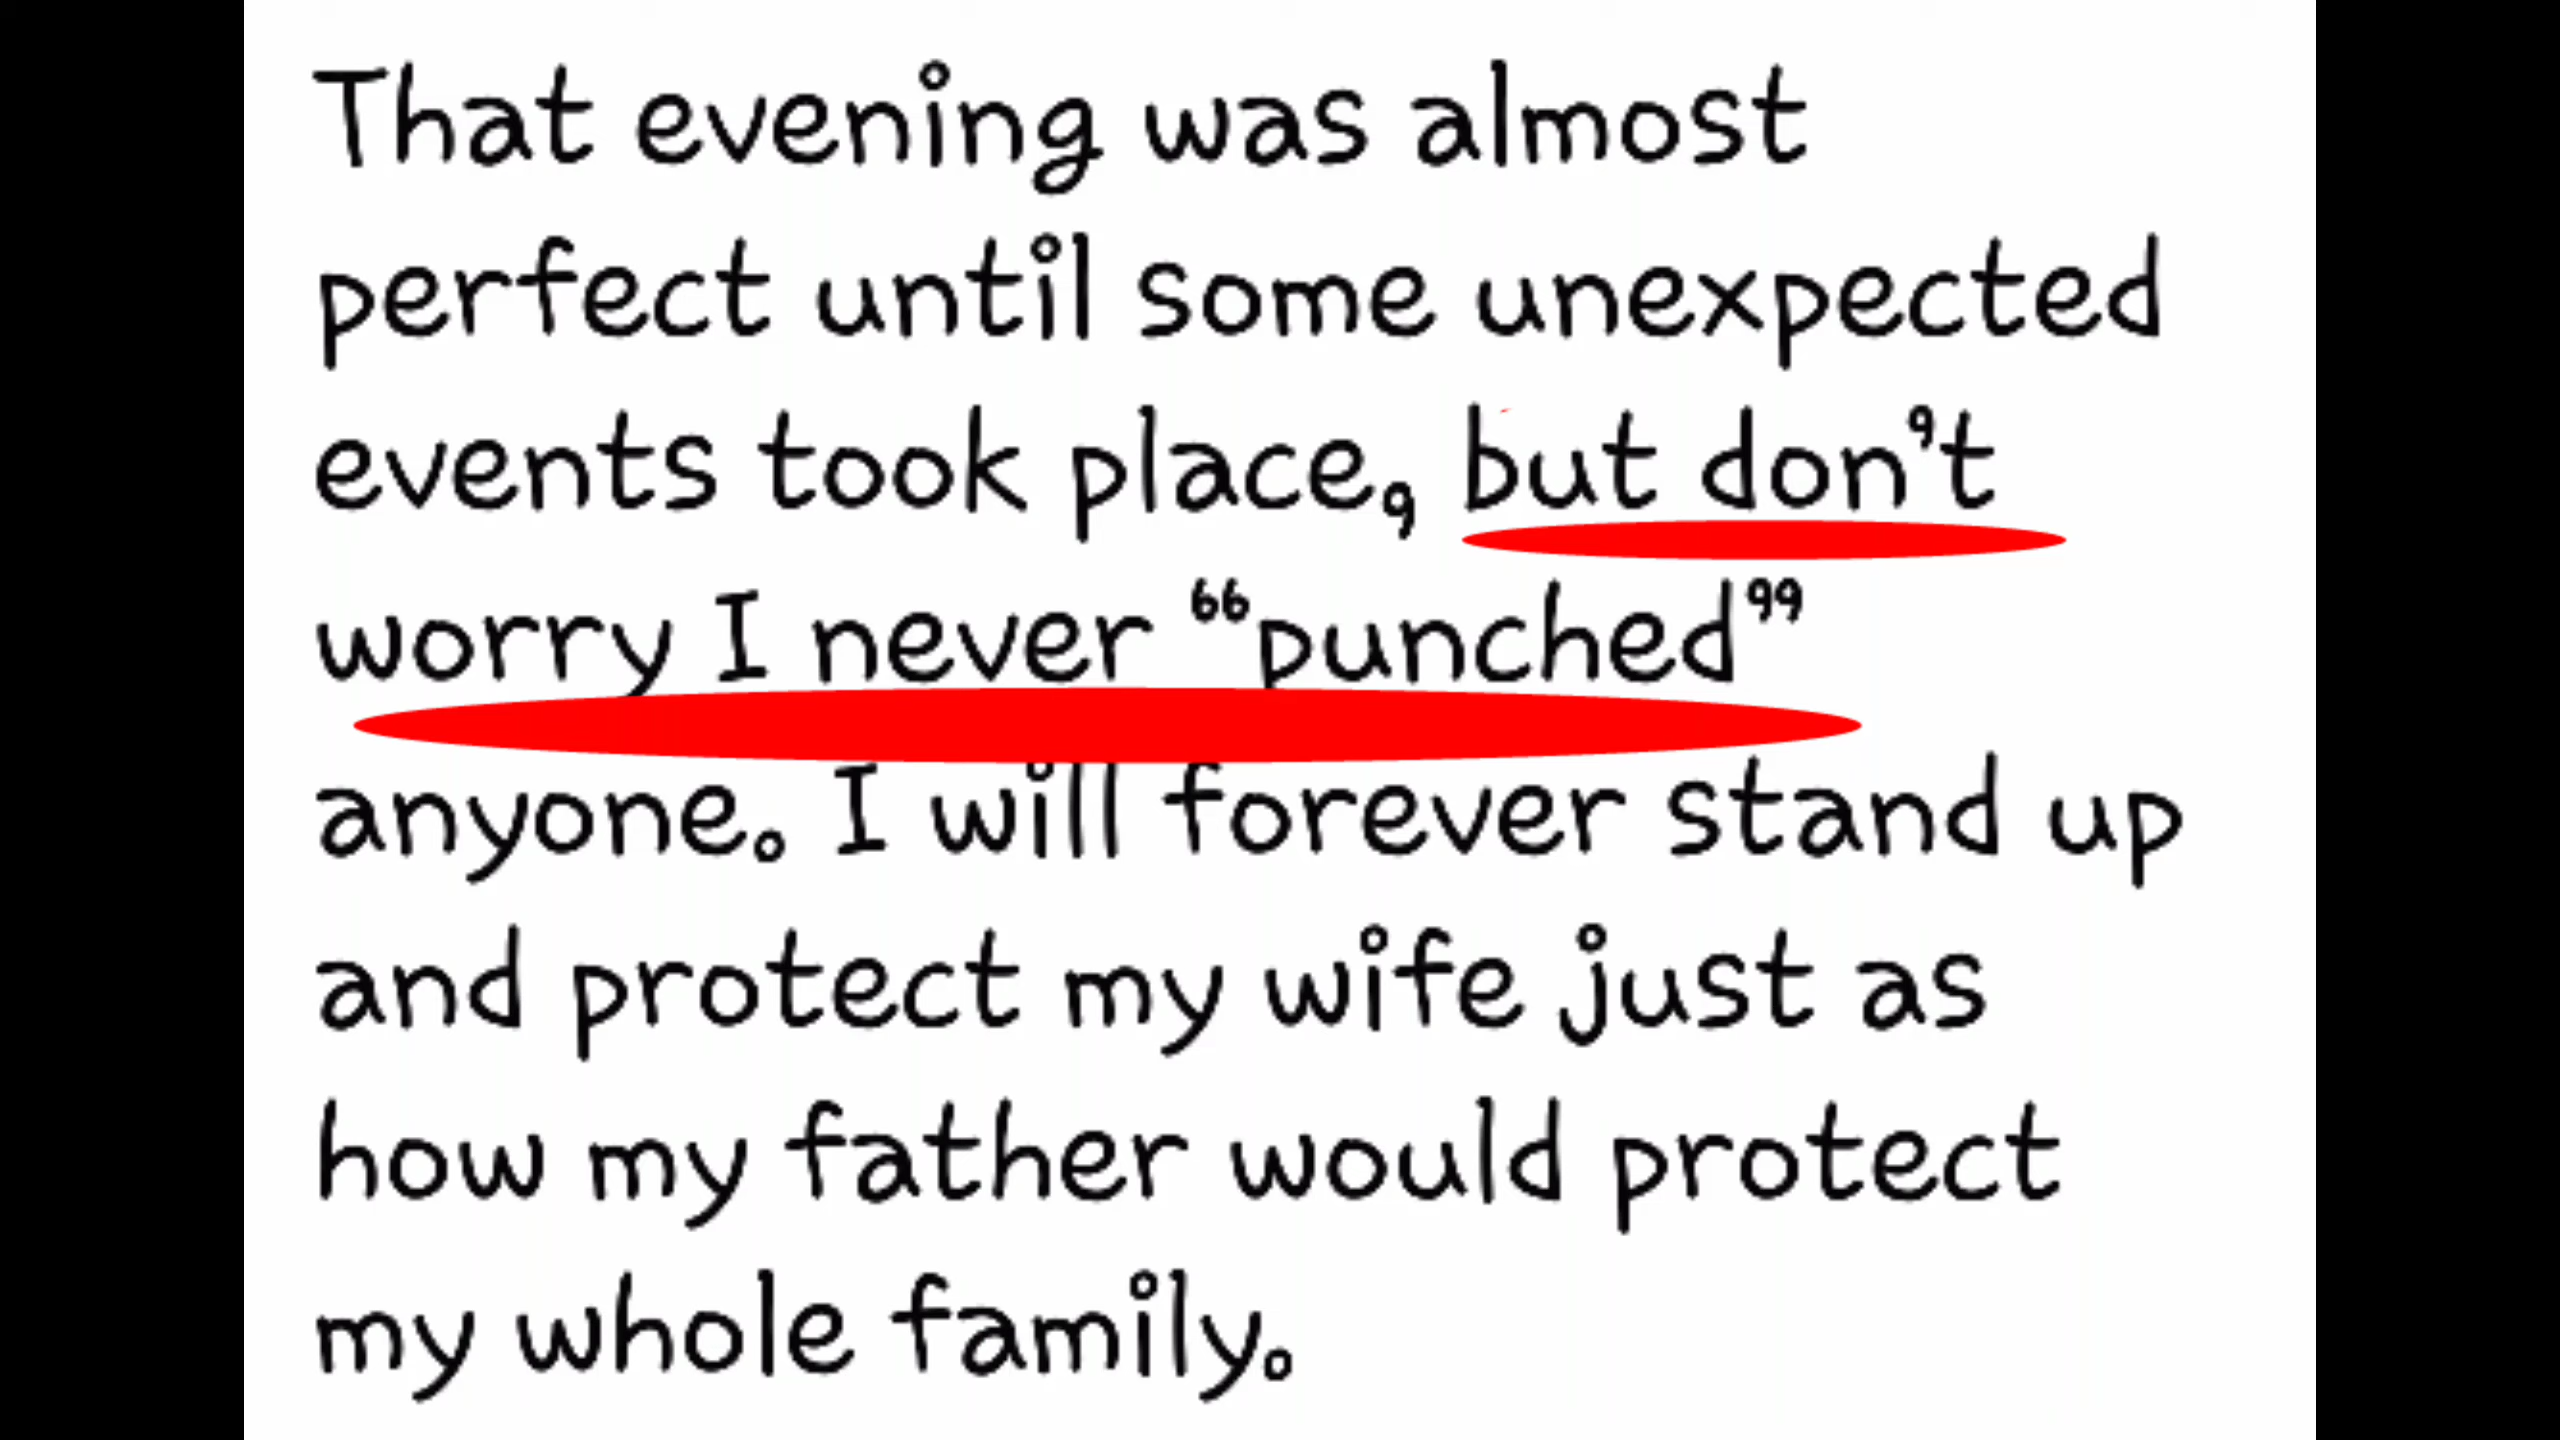 That evening was almost
perfect until some unexpected
events took place, but don't
worry I never “punched”
anyone. I will forever stand up
and protect my wife just as
how my father would protect
my whole family.